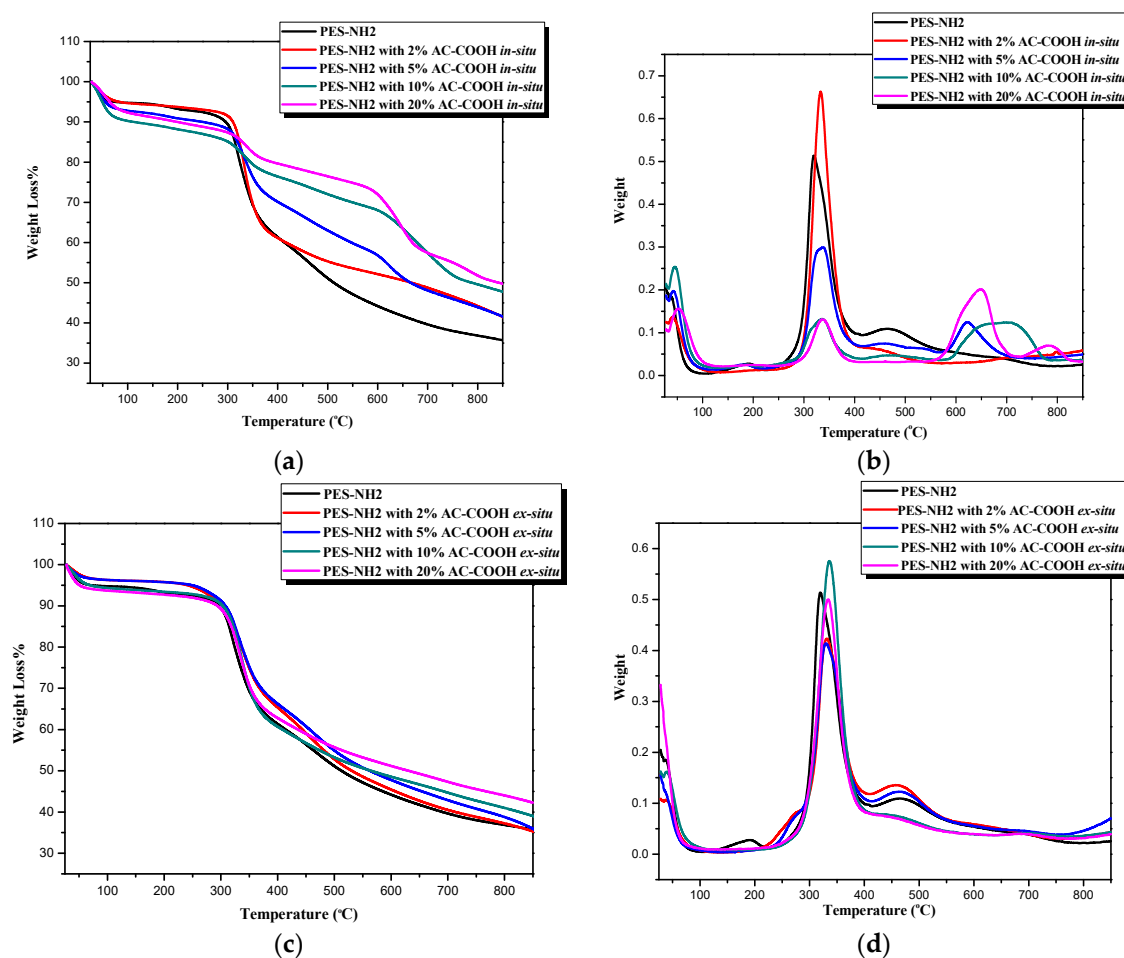 PES-NH2
PES-NH2 with 2% AC-COOH in-situ
PES-NH2 with 5% AC-COOH in-situ
PES-NH2 with 10% AC-COOH in-situ
PES-NH2 with 20% AC-COOH in-situ
110
100
90
80
70
60
50
40
30
Weight Loss%
100 200 300 400 500 600 700 800
Temperature (°C)
(a)
PES-NH2
PES-NH2 with 2% AC-COOH in-situ
PES-NH2 with 5% AC-COOH in-situ
PES-NH2 with 10% AC-COOH in-situ
PES-NH2 with 20% AC-COOH in-situ
0.7
0.6
0.5
0.4
0.3
0.2
0.1
0.0
Weight
100 200 300 400 500 600 700 800
Temperature (°C)
(b)
PES-NH2
PES-NH2 with 2% AC-COOH ex-situ
PES-NH2 with 5% AC-COOH ex-situ
PES-NH2 with 10% AC-COOH ex-situ
PES-NH2 with 20% AC-COOH ex-situ
110
100
90
80
70
60
50
40
30
Weight Loss%
100 200 300 400 500 600 700 800
Temperature (°C)
(c)
PES-NH2
PES-NH2 with 2% AC-COOH ex-situ
PES-NH2 with 5% AC-COOH ex-situ
PES-NH2 with 10% AC-COOH ex-situ
PES-NH2 with 20% AC-COOH ex-situ
0.6
0.5
0.4
0.3
0.2
0.1
0.0
Weight
100 200 300 400 500 600 700 800
Temperature (°C)
(d)